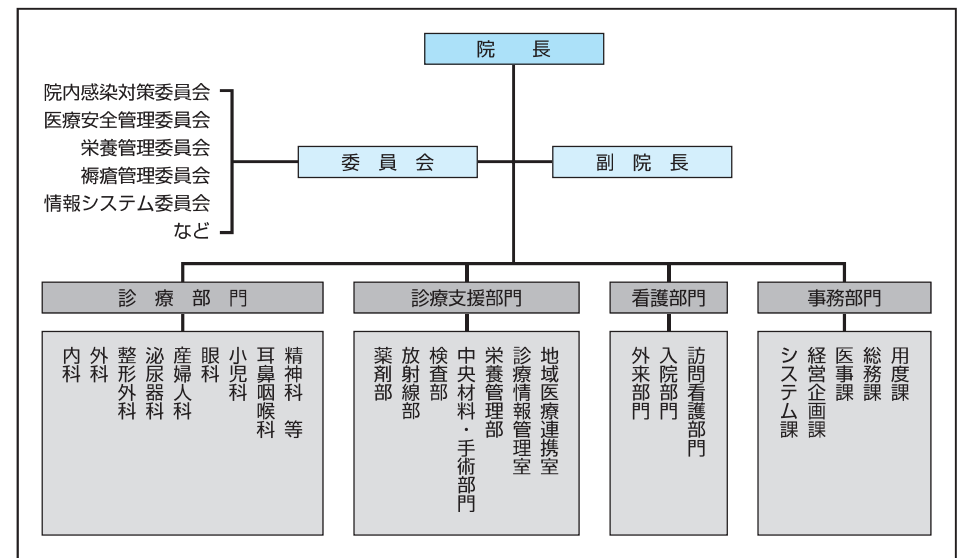 院長
院内感染対策委員会
医療安全管理委員会
栄養管理委員会
褥瘡管理委員会
情報システム委員会
など
委員会
副院長
診療部門
診療支援部門
看護部門
事務部門
内科
外科
整形外科
泌尿器科
産婦人科
眼科
小児科
耳鼻咽喉科
精神科 等
薬剤部
放射線部
検査部
中央材料・手術部門
栄養管理部
診療情報管理室
地域医療連携室
外来部門
入院部門
訪問看護部門
システム課
経営企画課
医事課
総務課
用度課